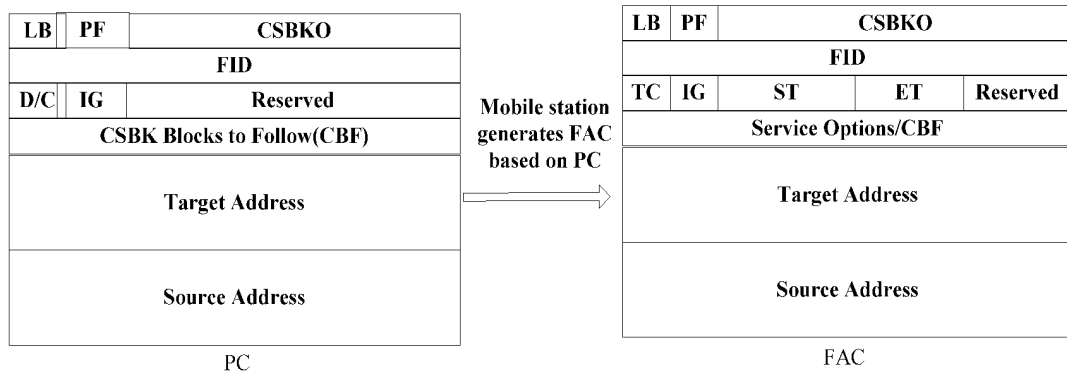 LB PF CSBKO
FID
D/C IG Reserved
CSBK Blocks to Follow(CBF)
Target Address
Source Address
PC
Mobile station
generates FAC
based on PC
LB PF CSBKO
FID
TC IG ST ET Reserved
Service Options/CBF
Target Address
Source Address
FAC